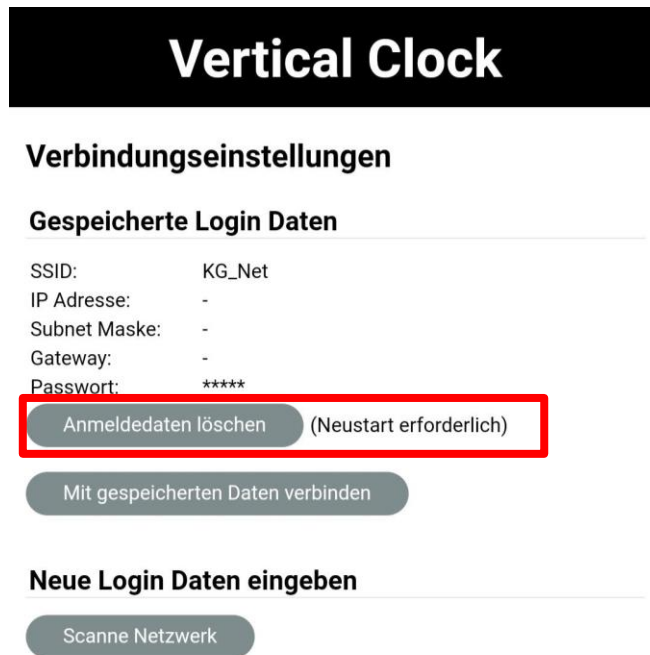 Vertical Clock
Verbindungseinstellungen
Gespeicherte Login Daten
SSID: KG_Net
IP Adresse: -
Subnet Maske: -
Gateway: -
Passwort: *****
Anmeldedaten löschen (Neustart erforderlich)
Mit gespeicherten Daten verbinden
Neue Login Daten eingeben
Scanne Netzwerk